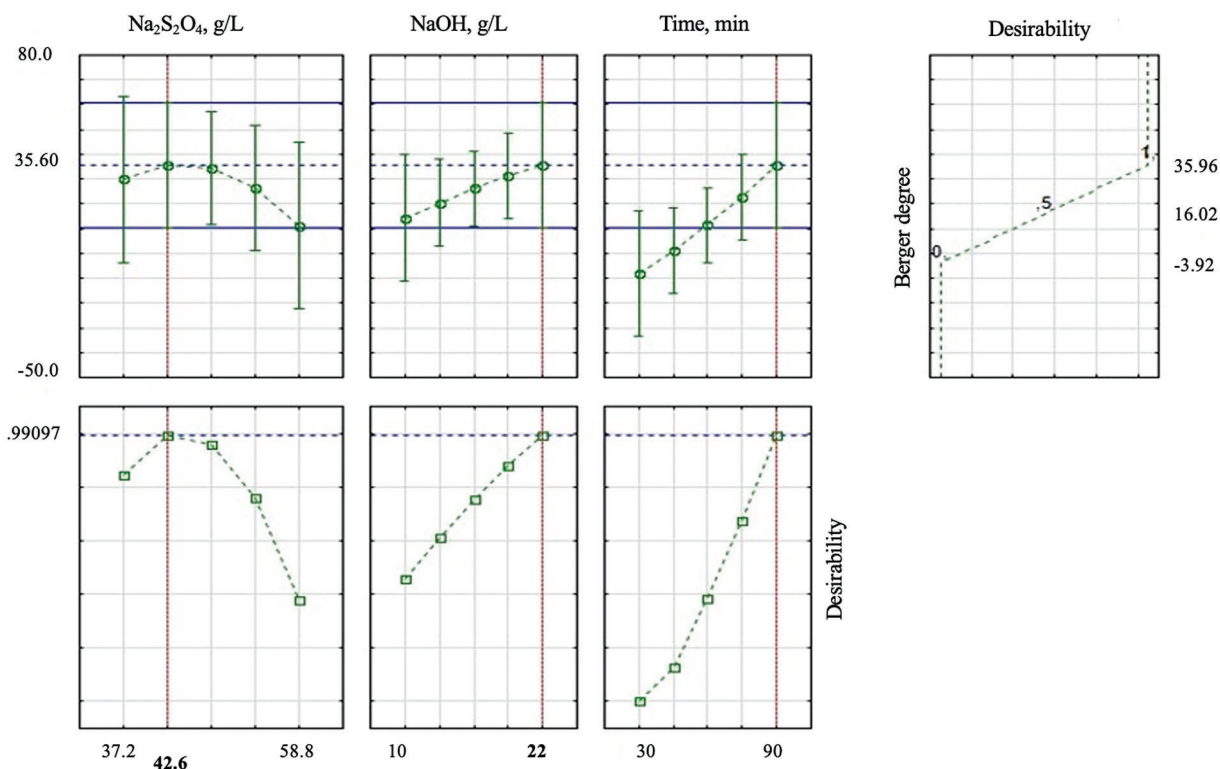 Na₂S₂O₄, g/L
NaOH, g/L
Time, min
Desirability
80.0
35.60
-50.0
Berger degree
1
.5
0
35.96
16.02
-3.92
.99097
Desirability
37.2
42.6
58.8
10
22
30
90